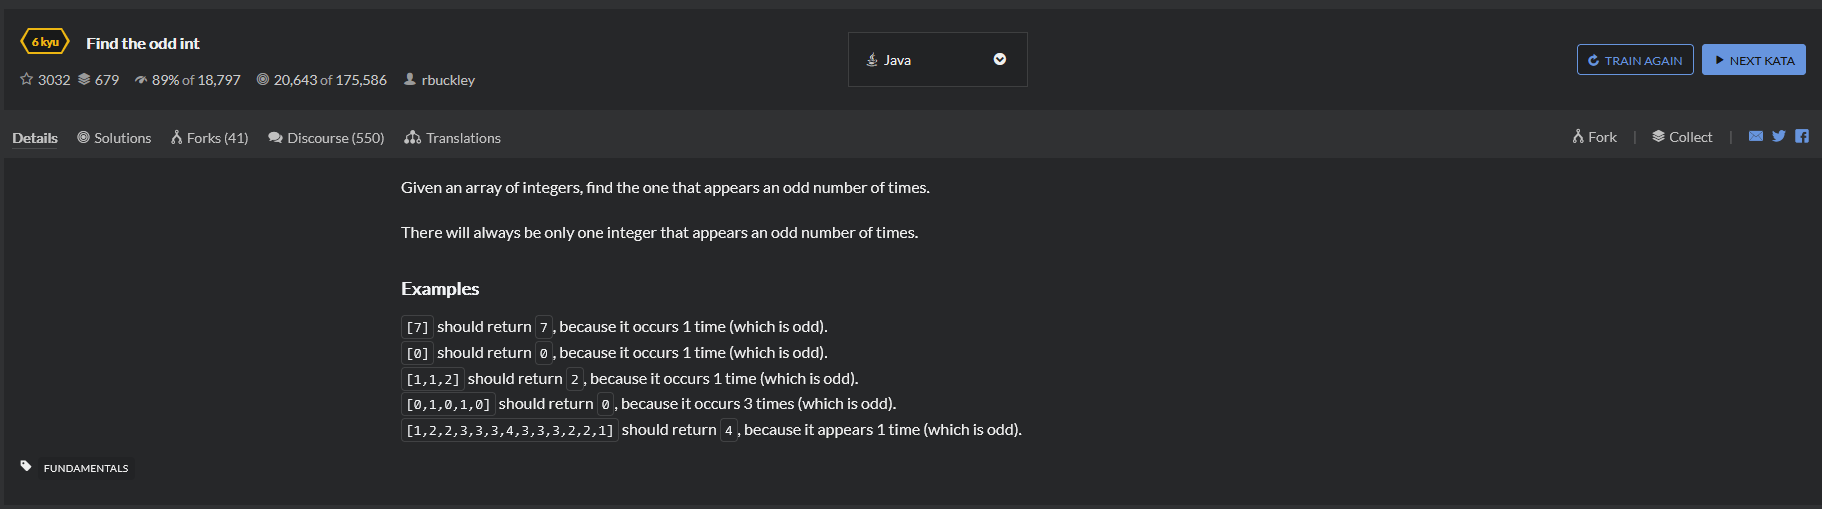 6 kyu Find the odd int
3032 679 89% of 18,797 20,643 of 175,586 rbuckley
Java
TRAIN AGAIN NEXT KATA
Details Solutions Forks (41) Discourse (550) Translations
Fork | Collect |
Given an array of integers, find the one that appears an odd number of times.
There will always be only one integer that appears an odd number of times.
Examples
[7] should return 7, because it occurs 1 time (which is odd).
[0] should return 0, because it occurs 1 time (which is odd).
[1,1,2] should return 2, because it occurs 1 time (which is odd).
[0,1,0,1,0] should return 0, because it occurs 3 times (which is odd).
[1,2,2,3,3,3,4,3,3,3,2,2,1] should return 4, because it appears 1 time (which is odd).
FUNDAMENTALS